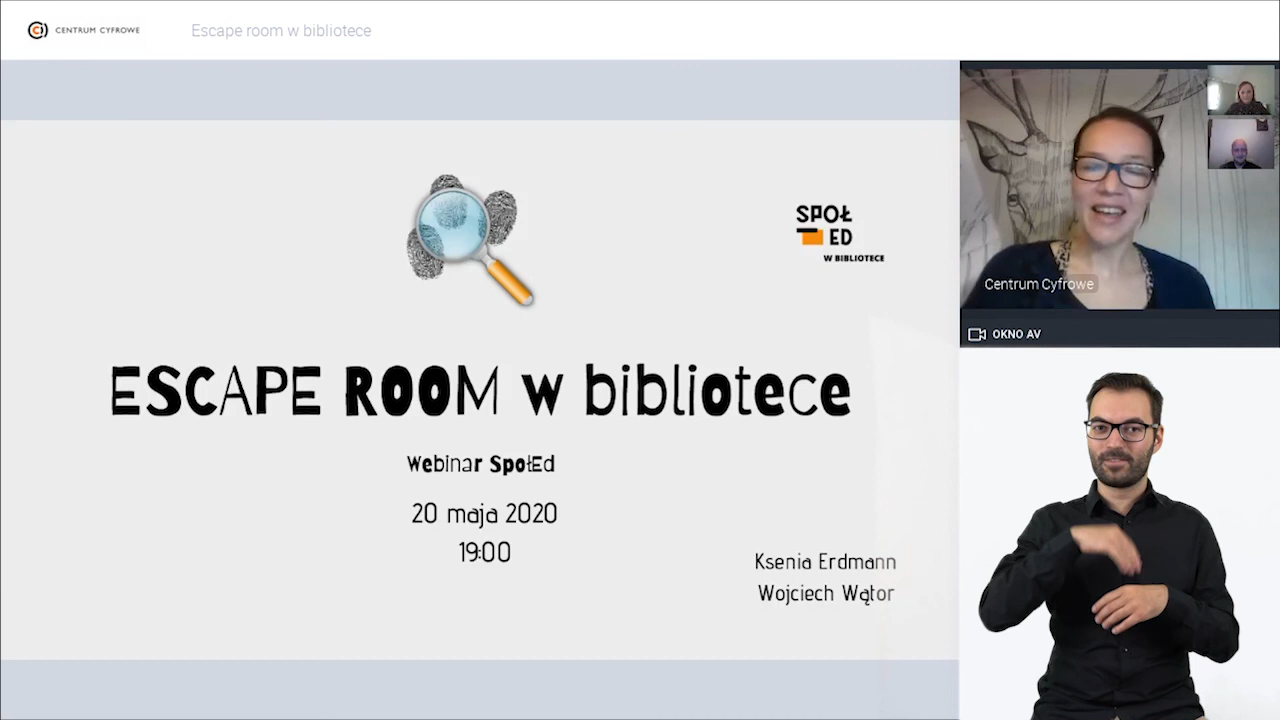 CENTRUM CYFROWE
Escape room w bibliotece
SPOŁ
ED
W BIBLIOTECE
ESCAPE ROOM w bibliotece
Webinar SpołEd
20 maja 2020
19:00
Ksenia Erdmann
Wojciech Wątor
Centrum Cyfrowe
OKNO AV